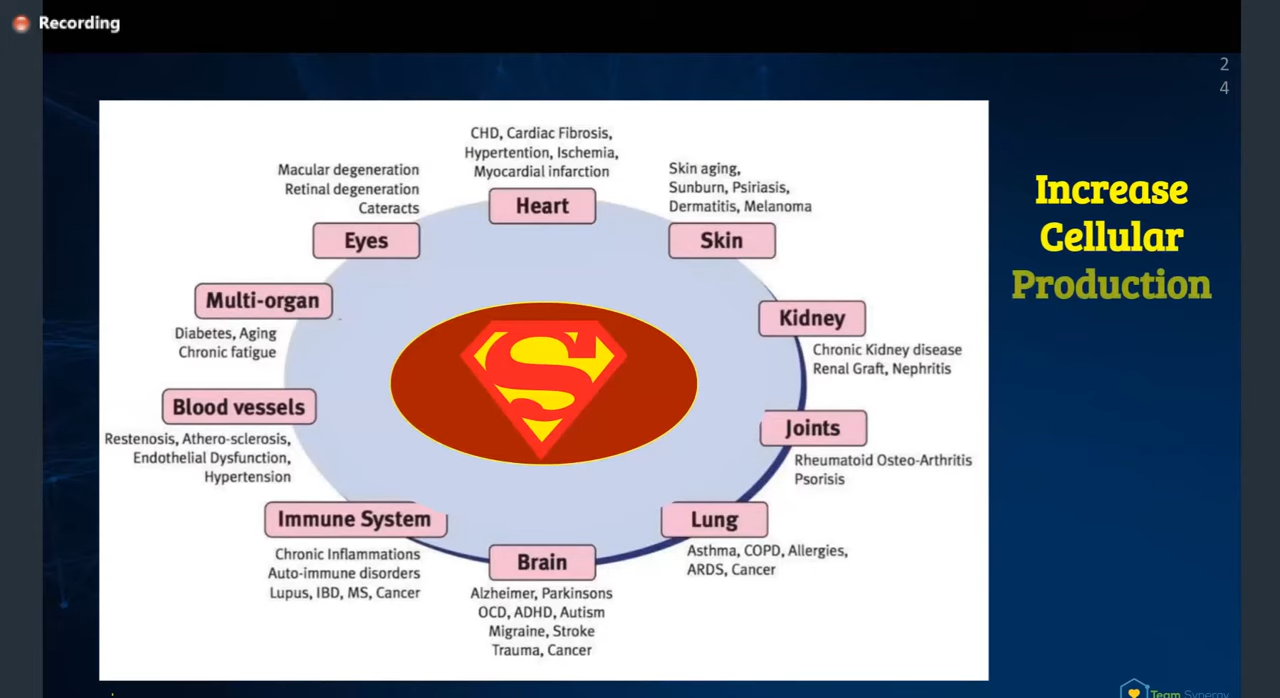 Recording
2
4
Increase
Cellular
Production
CHD, Cardiac Fibrosis,
Hypertention, Ischemia,
Myocardial infarction
Heart
Macular degeneration
Retinal degeneration
Cateracts
Eyes
Skin aging,
Sunburn, Psiriasis,
Dermatitis, Melanoma
Skin
Multi-organ
Diabetes, Aging
Chronic fatigue
Kidney
Chronic Kidney disease
Renal Graft, Nephritis
Blood vessels
Restenosis, Athero-sclerosis,
Endothelial Dysfunction,
Hypertension
Joints
Rheumatoid Osteo-Arthritis
Psorisis
S
Immune System
Chronic Inflammations
Auto-immune disorders
Lupus, IBD, MS, Cancer
Lung
Asthma, COPD, Allergies,
ARDS, Cancer
Brain
Alzheimer, Parkinsons
OCD, ADHD, Autism
Migraine, Stroke
Trauma, Cancer
Team Synergy